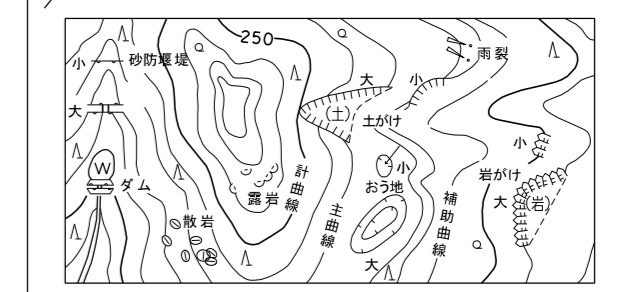 250
小
砂防堰堤
大
W
ダム
散岩
露岩
計曲線
主曲線
大
小
(土)
土がけ
小
おう地
大
補助曲線
雨裂
小
岩がけ
大
(岩)